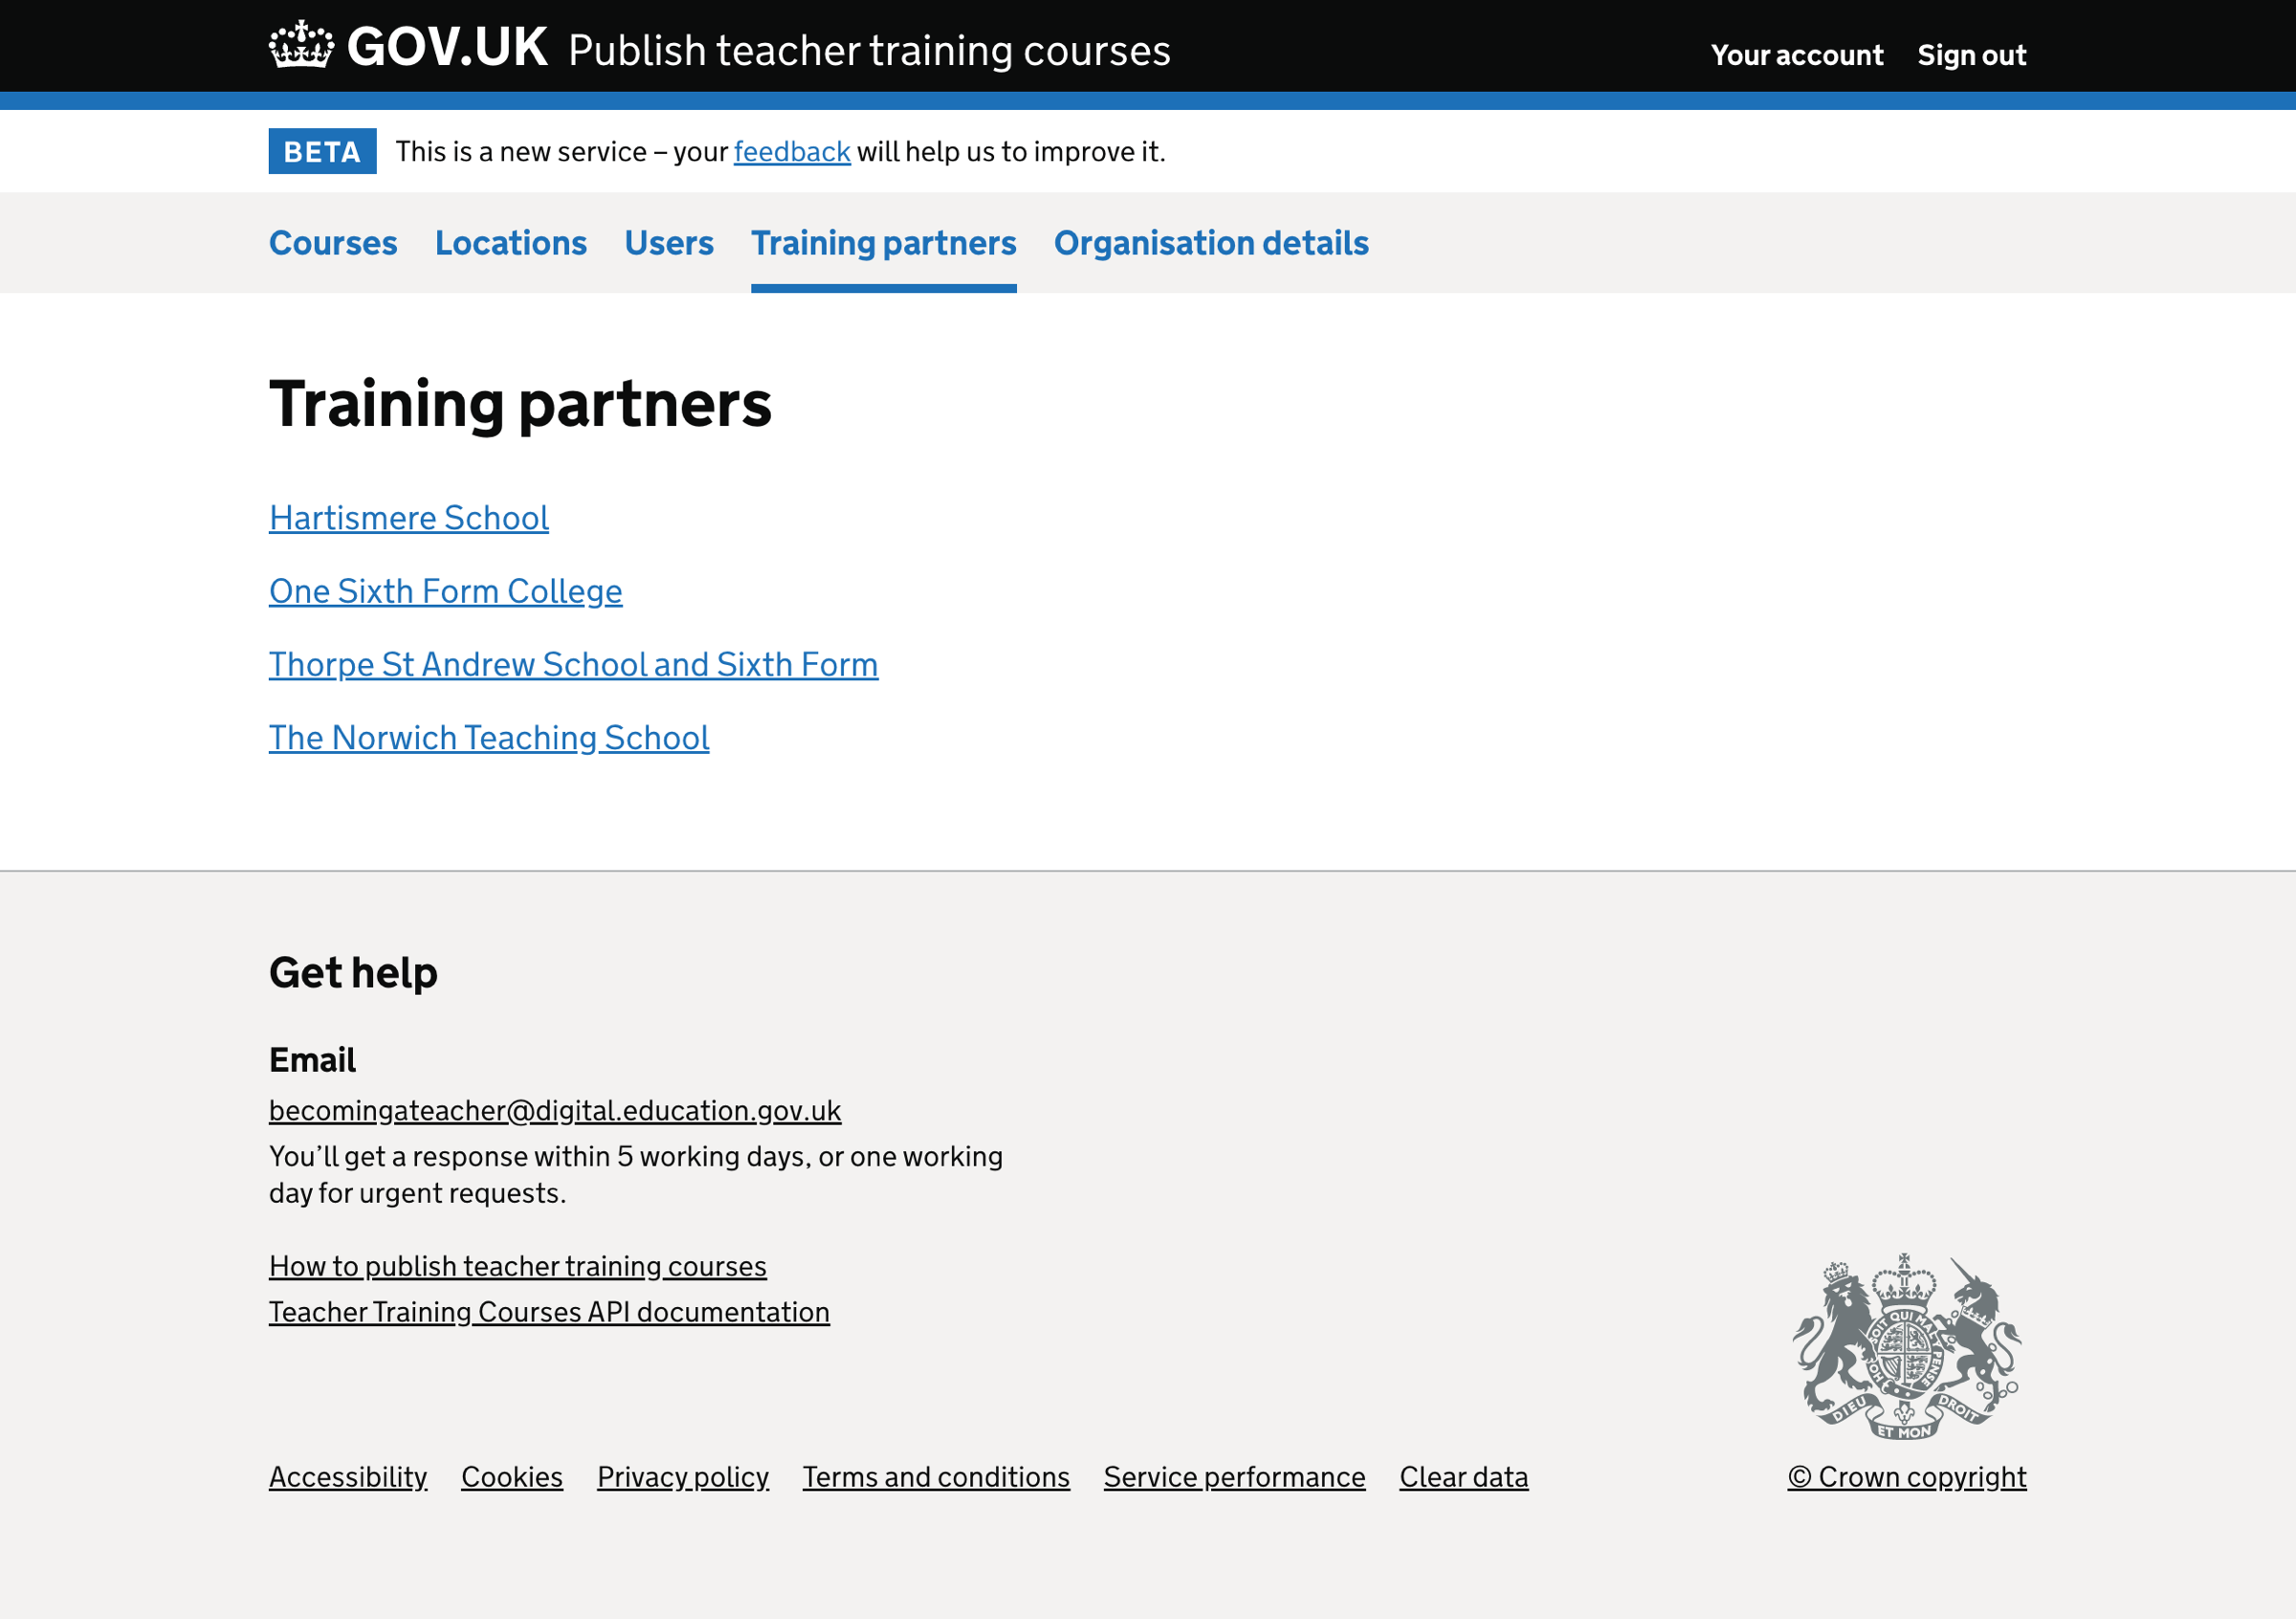 GOV.UK Publish teacher training courses
Your account Sign out
BETA This is a new service – your feedback will help us to improve it.
Courses Locations Users Training partners Organisation details
Training partners
Hartismere School
One Sixth Form College
Thorpe St Andrew School and Sixth Form
The Norwich Teaching School
Get help
Email
becomingateacher@digital.education.gov.uk
You’ll get a response within 5 working days, or one working
day for urgent requests.
How to publish teacher training courses
Teacher Training Courses API documentation
DIEU ET MON DROIT
Accessibility Cookies Privacy policy Terms and conditions Service performance Clear data
© Crown copyright